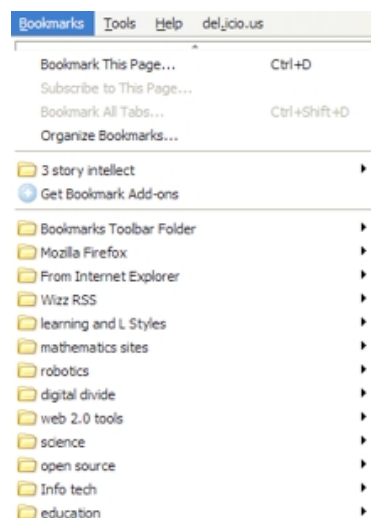 Bookmarks Tools Help del.icio.us
Bookmark This Page... Ctrl+D
Subscribe to This Page...
Bookmark All Tabs... Ctrl+Shift+D
Organize Bookmarks...
3 story intellect
Get Bookmark Add-ons
Bookmarks Toolbar Folder
Mozilla Firefox
From Internet Explorer
Wizz RSS
learning and L Styles
mathematics sites
robotics
digital divide
web 2.0 tools
science
open source
Info tech
education